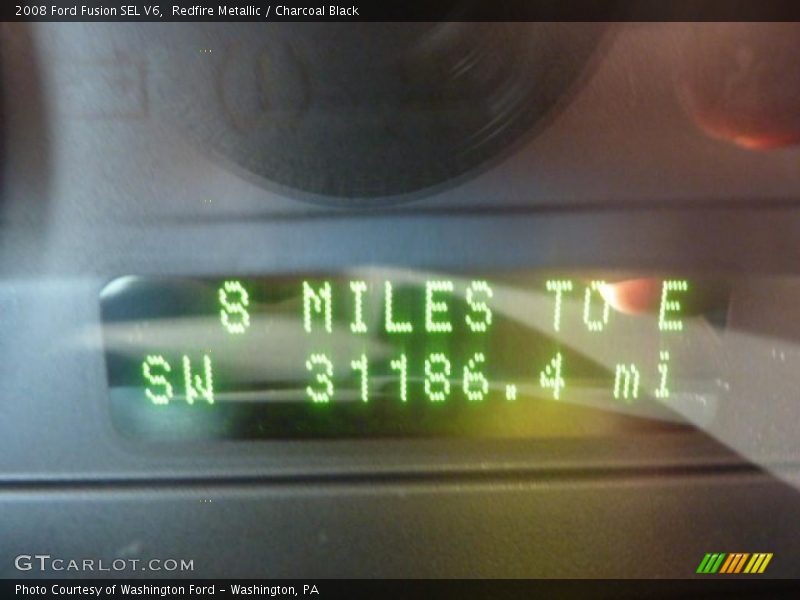 2008 Ford Fusion SEL V6,  Redfire Metallic / Charcoal Black
8 MILES TO E
SW 31186.4 mi
GTCARLOT.COM
Photo Courtesy of Washington Ford - Washington, PA